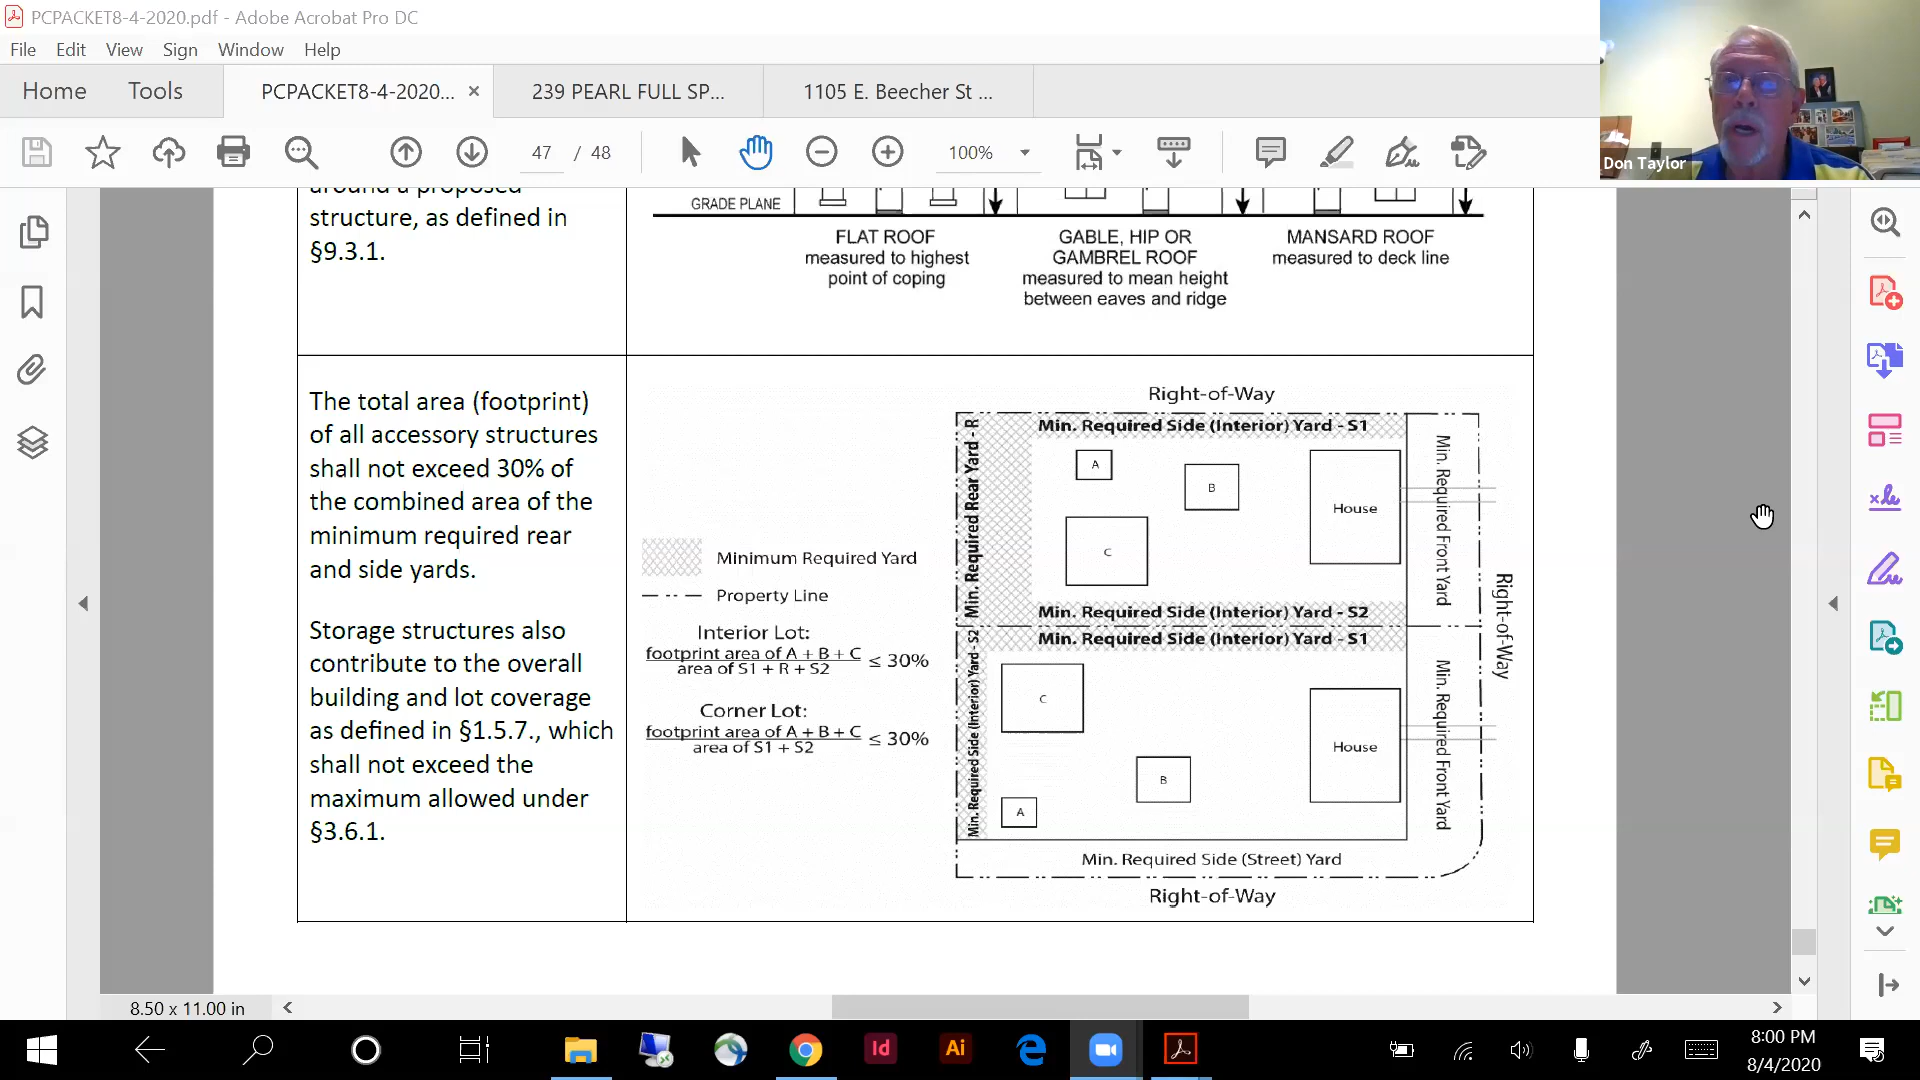 PCPACKET8-4-2020.pdf - Adobe Acrobat Pro DC
File Edit View Sign Window Help
Home Tools PCPACKET8-4-2020... × 239 PEARL FULL SP... 1105 E. Beecher St ...
47 / 48 100%
Don Taylor
around a proposed
structure, as defined in
§9.3.1.
GRADE PLANE
FLAT ROOF
measured to highest
point of coping
GABLE, HIP OR
GAMBREL ROOF
measured to mean height
between eaves and ridge
MANSARD ROOF
measured to deck line
The total area (footprint)
of all accessory structures
shall not exceed 30% of
the combined area of the
minimum required rear
and side yards.
Storage structures also
contribute to the overall
building and lot coverage
as defined in §1.5.7., which
shall not exceed the
maximum allowed under
§3.6.1.
Minimum Required Yard
Property Line
Interior Lot:
footprint area of A + B + C
area of S1 + R + S2
≤ 30%
Corner Lot:
footprint area of A + B + C
area of S1 + S2
≤ 30%
Right-of-Way
Min. Required Side (Interior) Yard - S1
Min. Required Rear Yard - R
A
B
C
House
Min. Required Front Yard
Min. Required Side (Interior) Yard - S2
Right-of-Way
Min. Required Side (Interior) Yard - S1
Min. Required Side (Interior) Yard - S2
C
B
A
House
Min. Required Front Yard
Min. Required Side (Street) Yard
Right-of-Way
8.50 x 11.00 in
Id
Ai
8:00 PM
8/4/2020